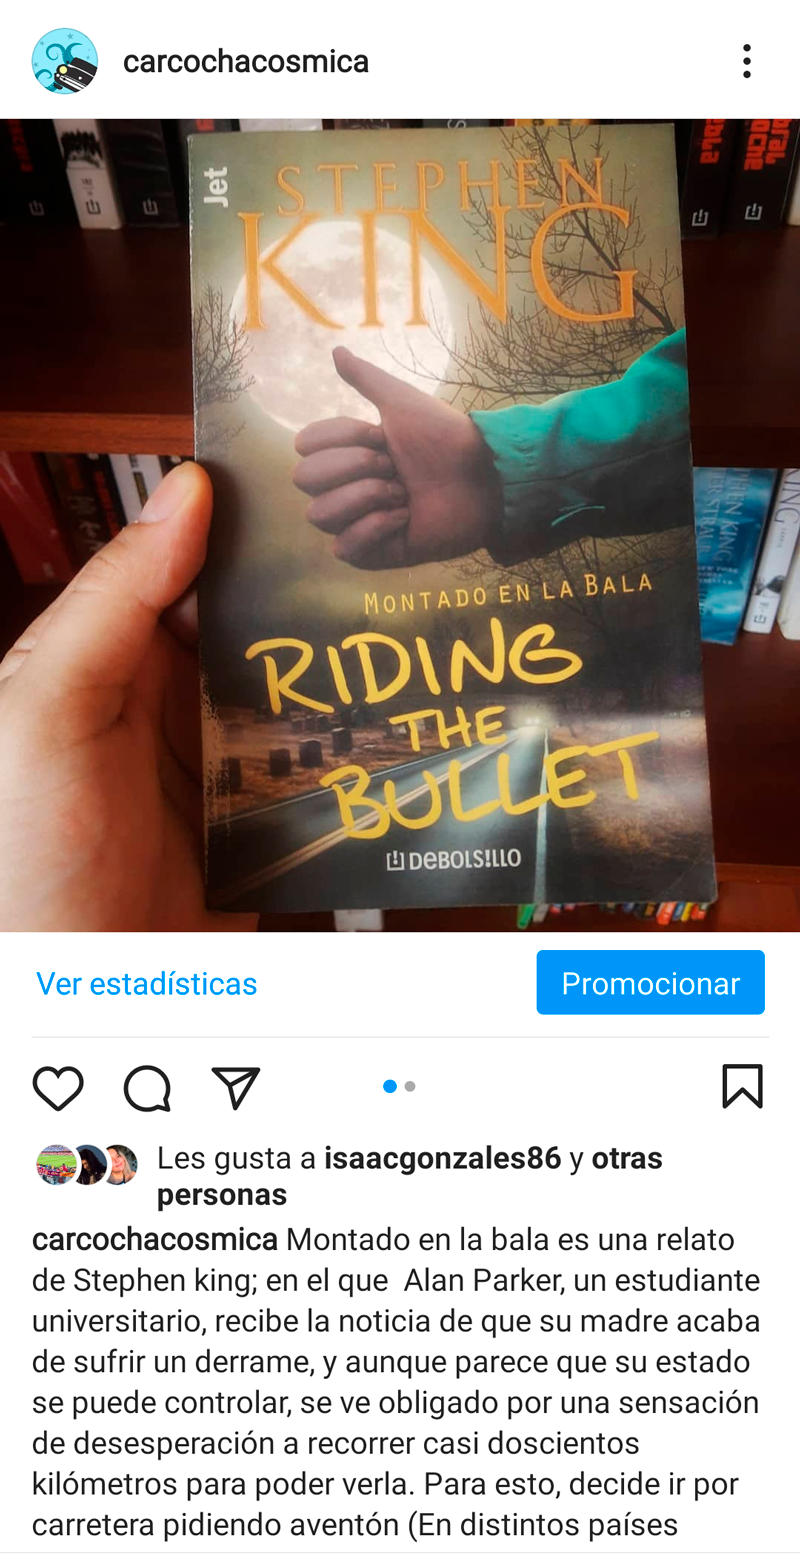 carcochacosmica
Jet
STEPHEN
KING
MONTADO EN LA BALA
RIDING
THE
BULLET
DEBOLS!LLO
Ver estadísticas
Promocionar
Les gusta a isaacgonzales86 y otras
personas
carcochacosmica Montado en la bala es una relato
de Stephen king; en el que Alan Parker, un estudiante
universitario, recibe la noticia de que su madre acaba
de sufrir un derrame, y aunque parece que su estado
se puede controlar, se ve obligado por una sensación
de desesperación a recorrer casi doscientos
kilómetros para poder verla. Para esto, decide ir por
carretera pidiendo aventón (En distintos países